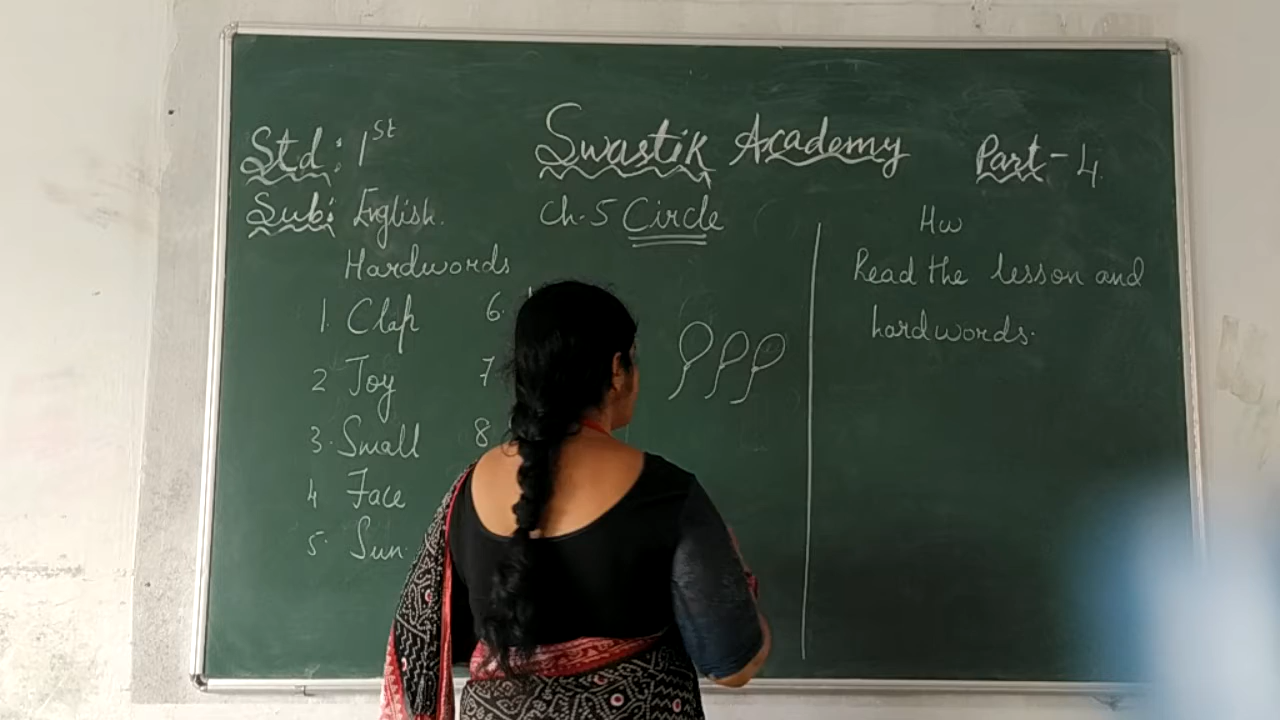 Std: 1st Swastik Academy Part-4.
Sub: English. Ch.5 Circle
Hw
Hardwords
Read the lesson and
hardwords.
1. Clap 6.
2 Joy 7
3. Small 8
4 Face
5. Sun.